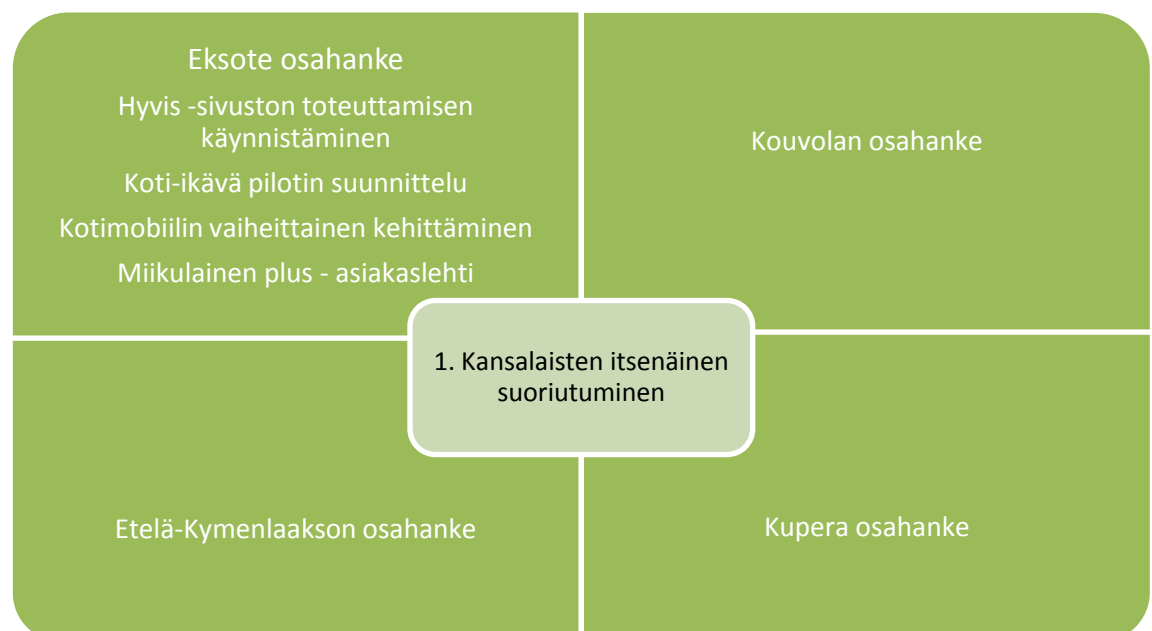 Eksote osahanke
Hyvis -sivuston toteuttamisen
käynnistäminen
Koti-ikävä pilotin suunnittelu
Kotimobiilin vaiheittainen kehittäminen
Miikulainen plus - asiakaslehti
Kouvolan osahanke
1. Kansalaisten itsenäinen
suoriutuminen
Etelä-Kymenlaakson osahanke
Kupera osahanke